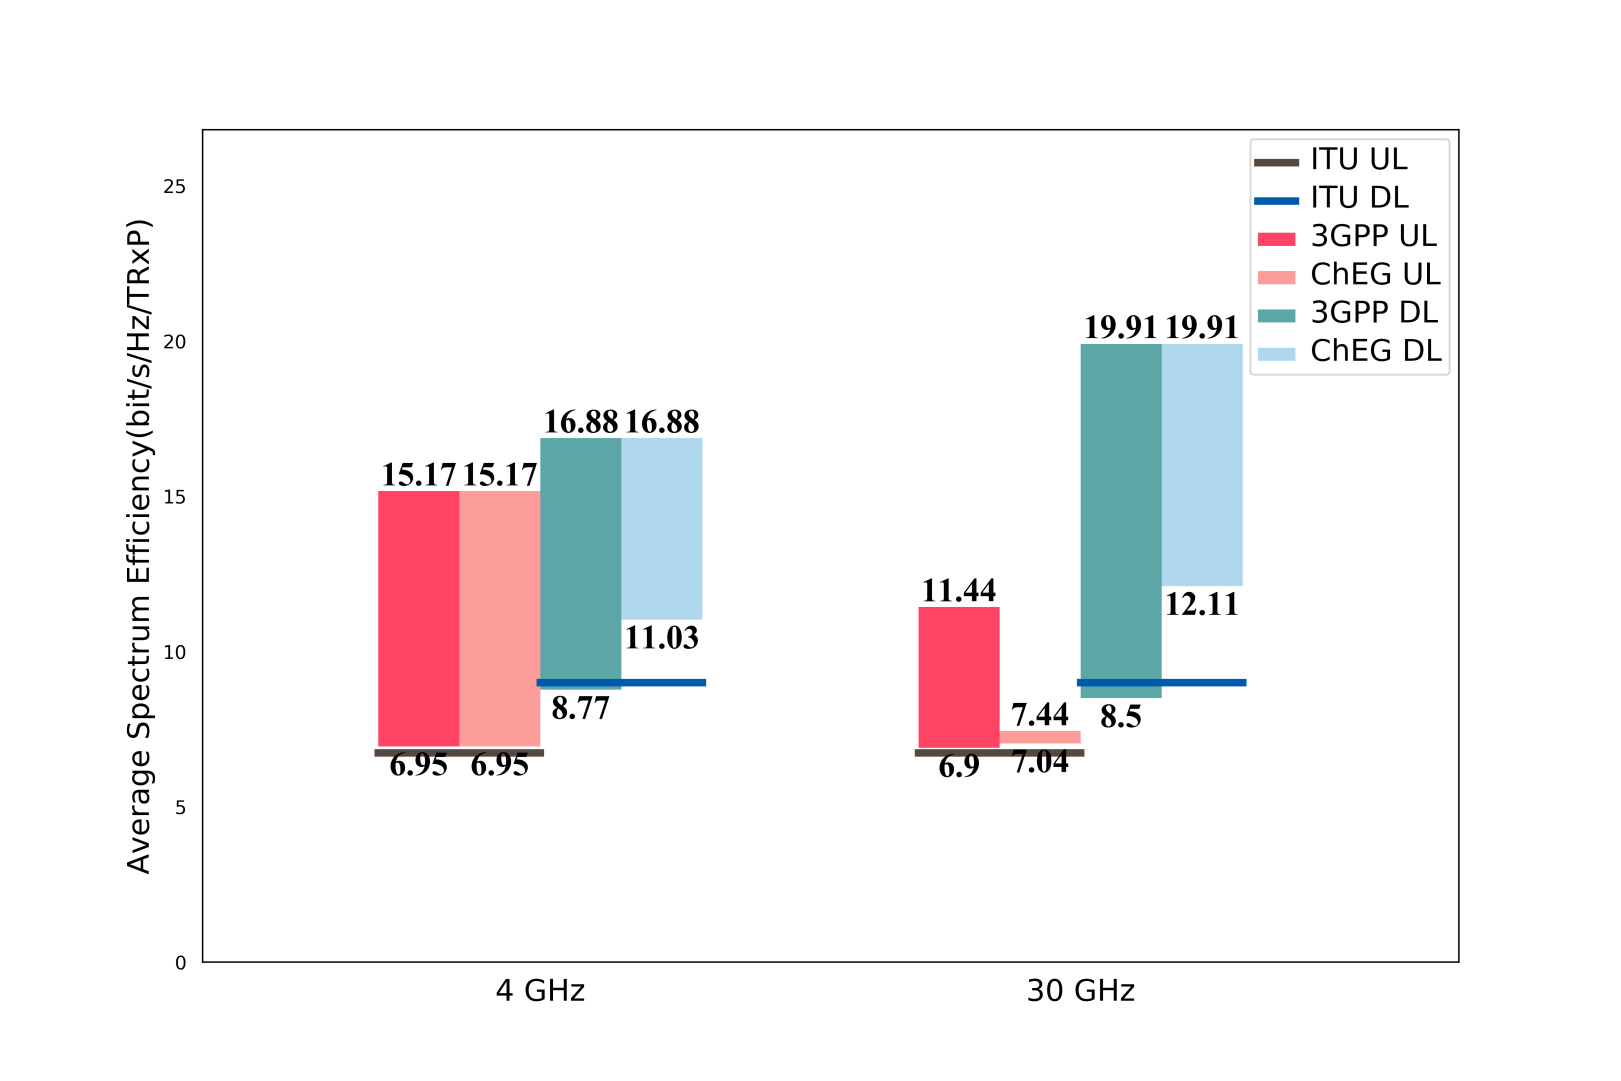 Average Spectrum Efficiency(bit/s/Hz/TRxP)
25
20
15
10
5
0
ITU UL
ITU DL
3GPP UL
ChEG UL
3GPP DL
ChEG DL
15.17 15.17 16.88 16.88
6.95 6.95 8.77 11.03
11.44 7.44 19.91 19.91
6.9 7.04 8.5 12.11
4 GHz
30 GHz